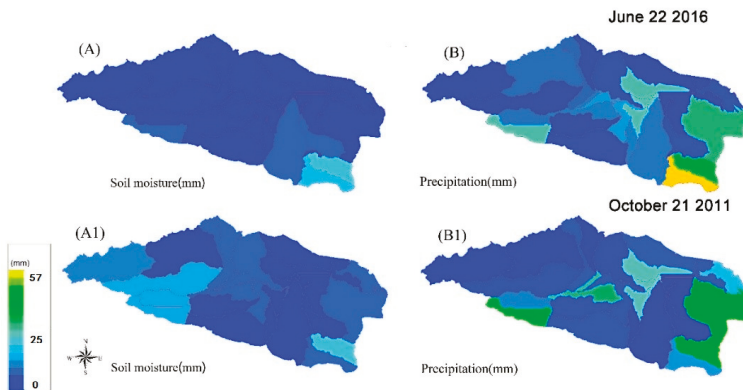 June 22 2016
(A)
(B)
Soil moisture(mm)
Precipitation(mm)
October 21 2011
(A1)
(B1)
(mm)
57
25
0
N
W E
S
Soil moisture(mm)
Precipitation(mm)